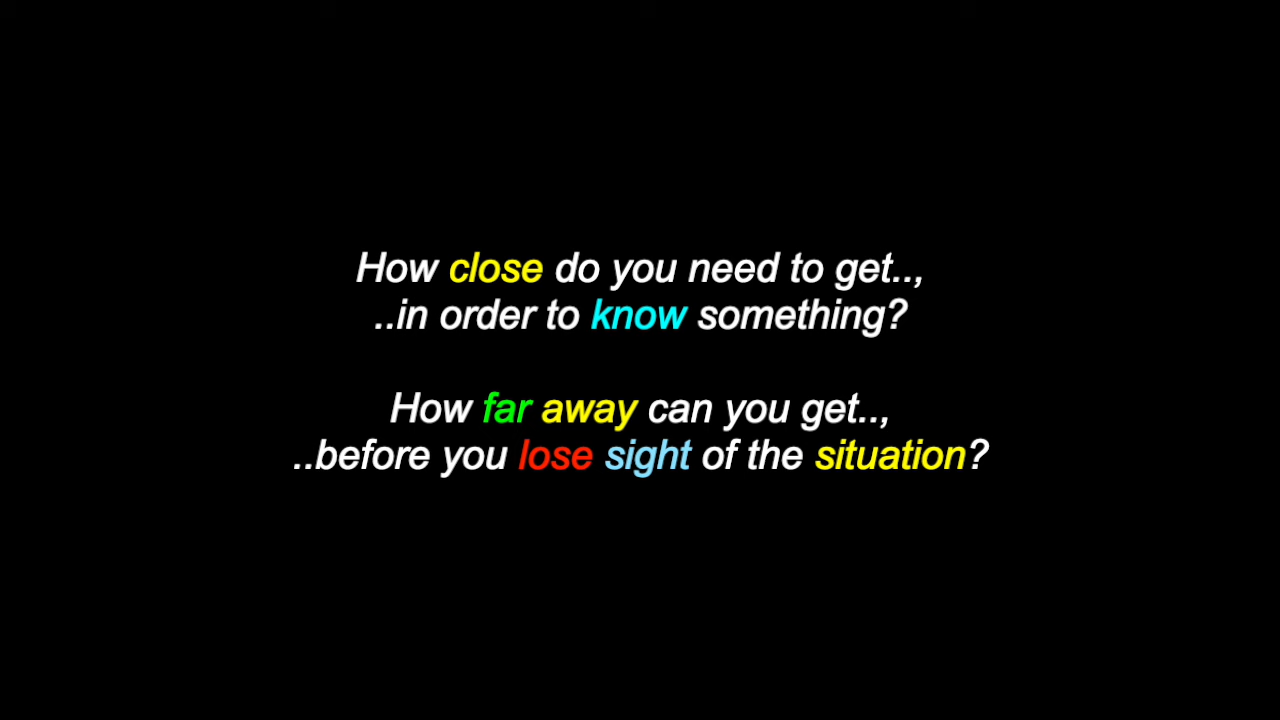 How close do you need to get..,
..in order to know something?
How far away can you get..,
..before you lose sight of the situation?